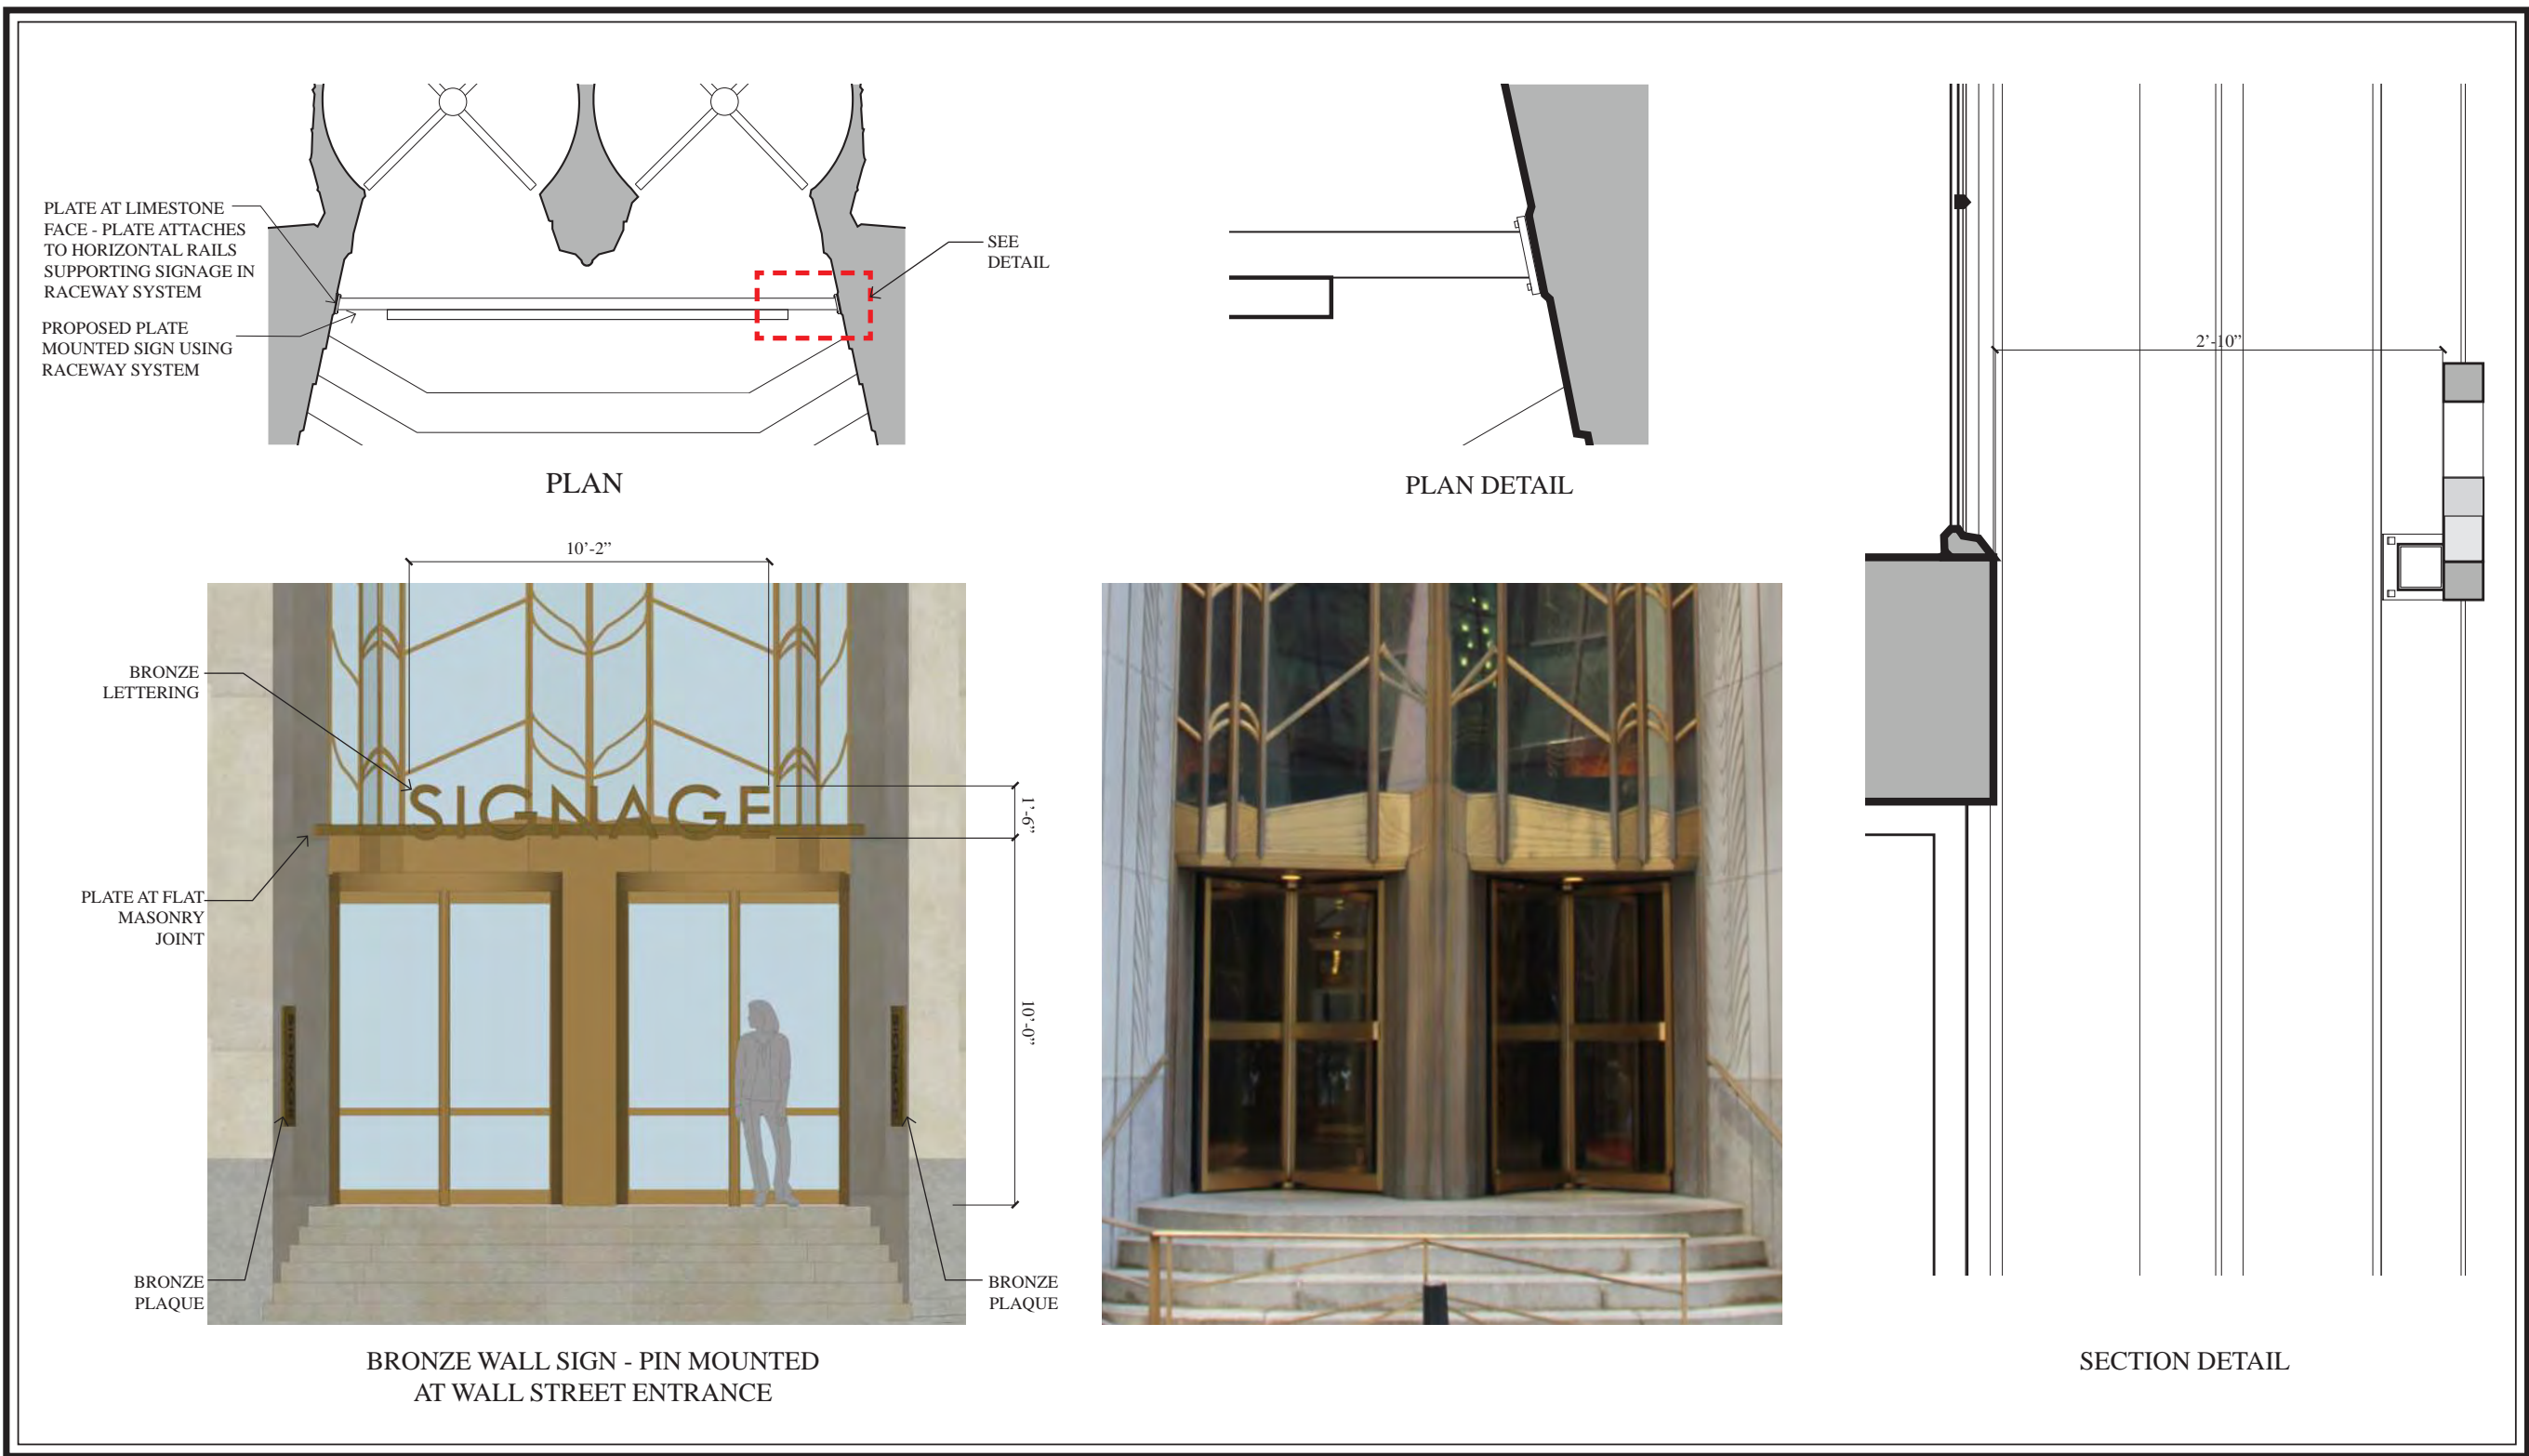 PLATE AT LIMESTONE
FACE - PLATE ATTACHES
TO HORIZONTAL RAILS
SUPPORTING SIGNAGE IN
RACEWAY SYSTEM
PROPOSED PLATE
MOUNTED SIGN USING
RACEWAY SYSTEM
SEE
DETAIL
PLAN
PLAN DETAIL
2’-10”
10’-2”
BRONZE
LETTERING
SIGNAGE
1’-6”
PLATE AT FLAT
MASONRY
JOINT
10’-0”
BRONZE
PLAQUE
BRONZE
PLAQUE
BRONZE WALL SIGN - PIN MOUNTED
AT WALL STREET ENTRANCE
SECTION DETAIL